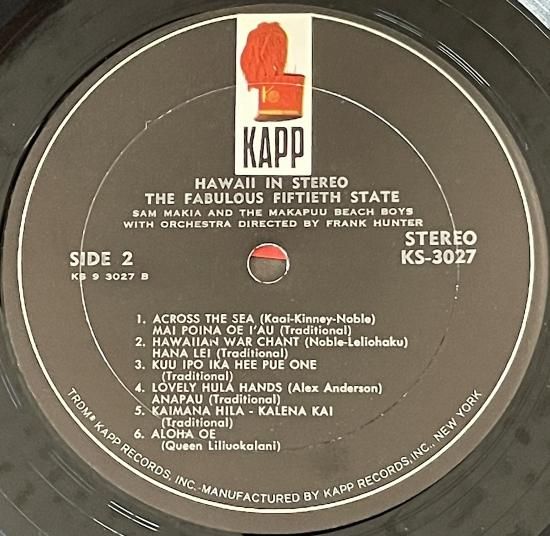 KAPP
HAWAII IN STEREO
THE FABULOUS FIFTIETH STATE
SAM MAKIA AND THE MAKAPUU BEACH BOYS
WITH ORCHESTRA DIRECTED BY FRANK HUNTER
STEREO
SIDE 2 KS-3027
KS 9 3027 B
1. ACROSS THE SEA (Kaai-Kinney-Noble)
MAI POINA OE I'AU (Traditional)
2. HAWAIIAN WAR CHANT (Noble-Leliohaku)
HANA LEI (Traditional)
3. KUU IPO IKA HEE PUE ONE
(Traditional)
4. LOVELY HULA HANDS (Alex Anderson)
ANAPAU (Traditional)
5. KAIMANA HILA - KALENA KAI
(Traditional)
6. ALOHA OE
(Queen Liliuokalani)
TRDM® KAPP RECORDS, INC.-MANUFACTURED BY KAPP RECORDS, INC., NEW YORK